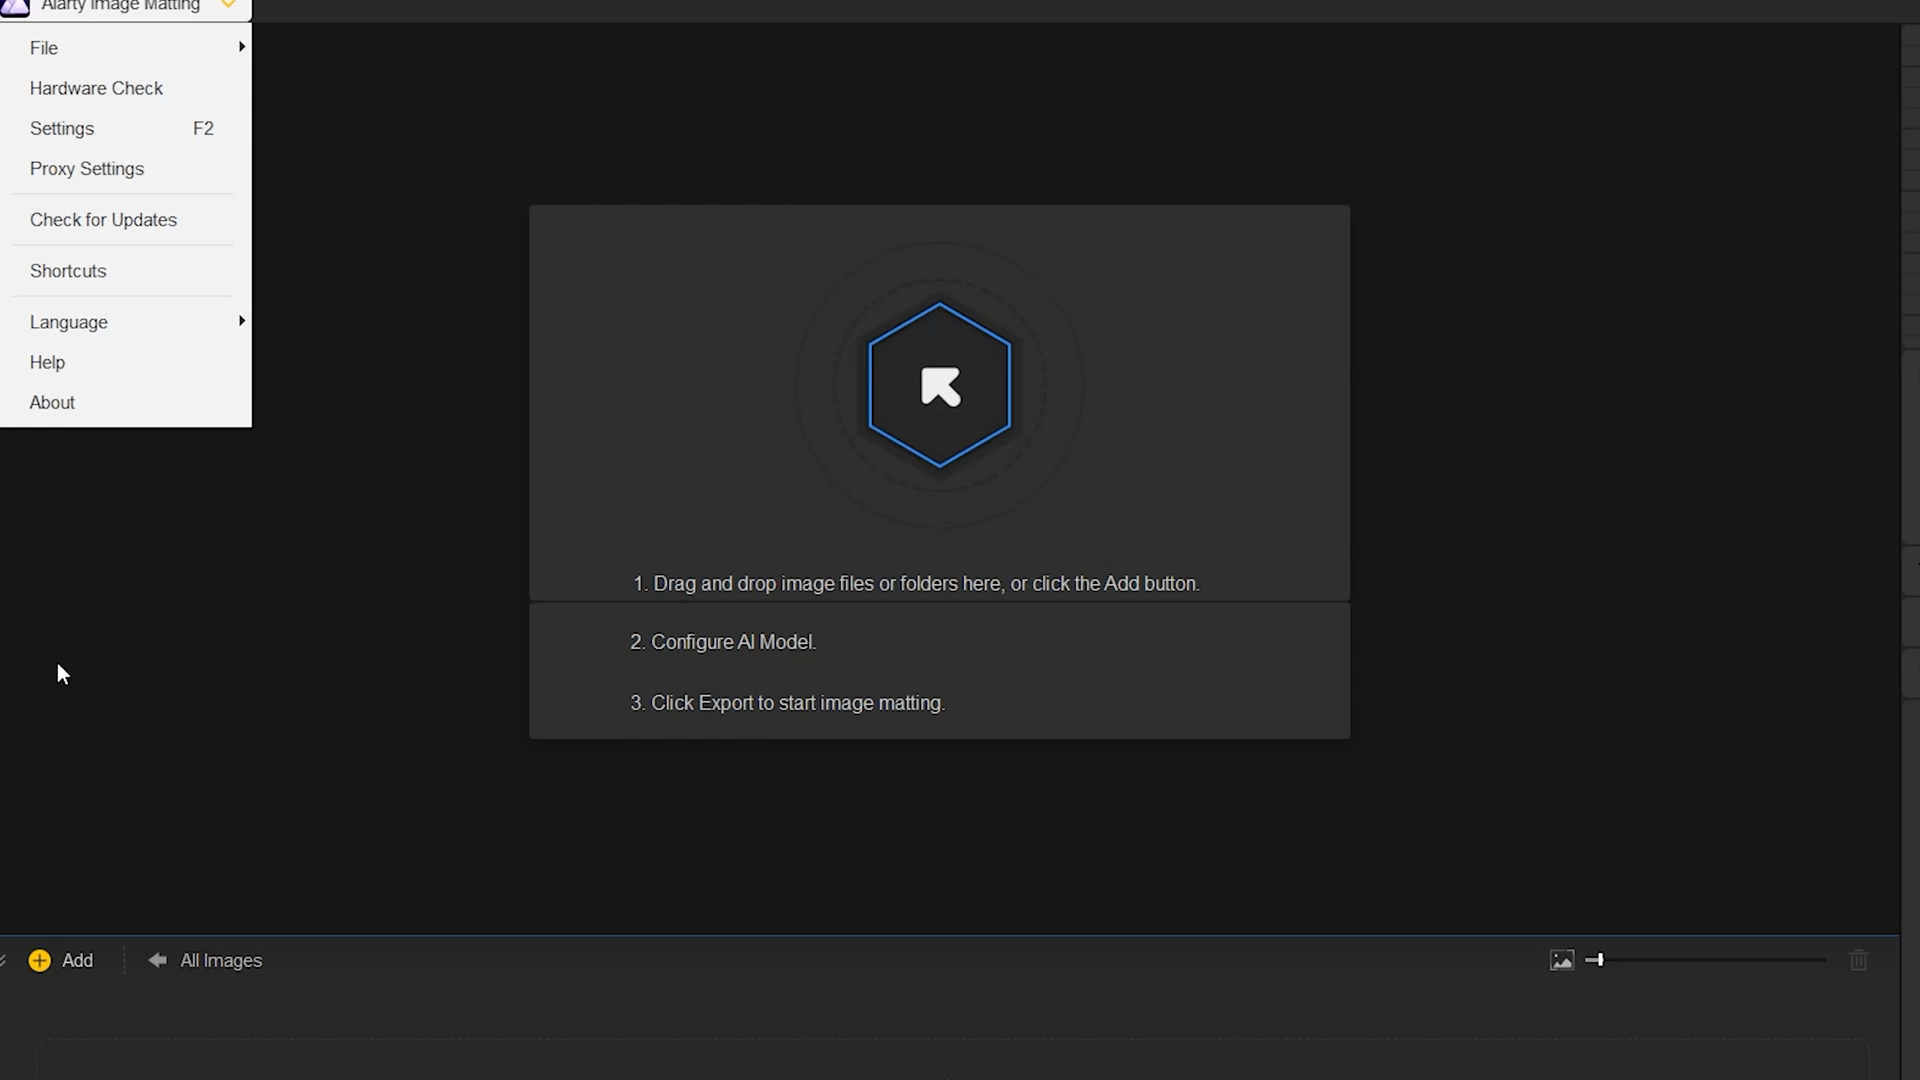 Aiarty Image Matting
File
Hardware Check
Settings F2
Proxy Settings
Check for Updates
Shortcuts
Language
Help
About
1. Drag and drop image files or folders here, or click the Add button.
2. Configure AI Model.
3. Click Export to start image matting.
Add
All Images